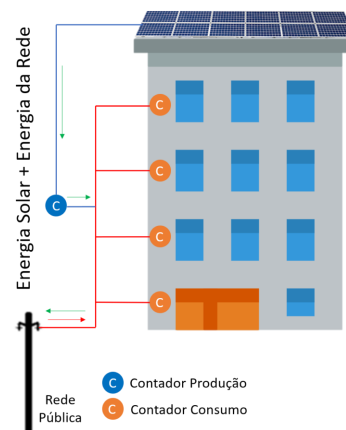 Energia Solar + Energia da Rede
C
C
C
C
C
Rede
Pública
C Contador Produção
C Contador Consumo